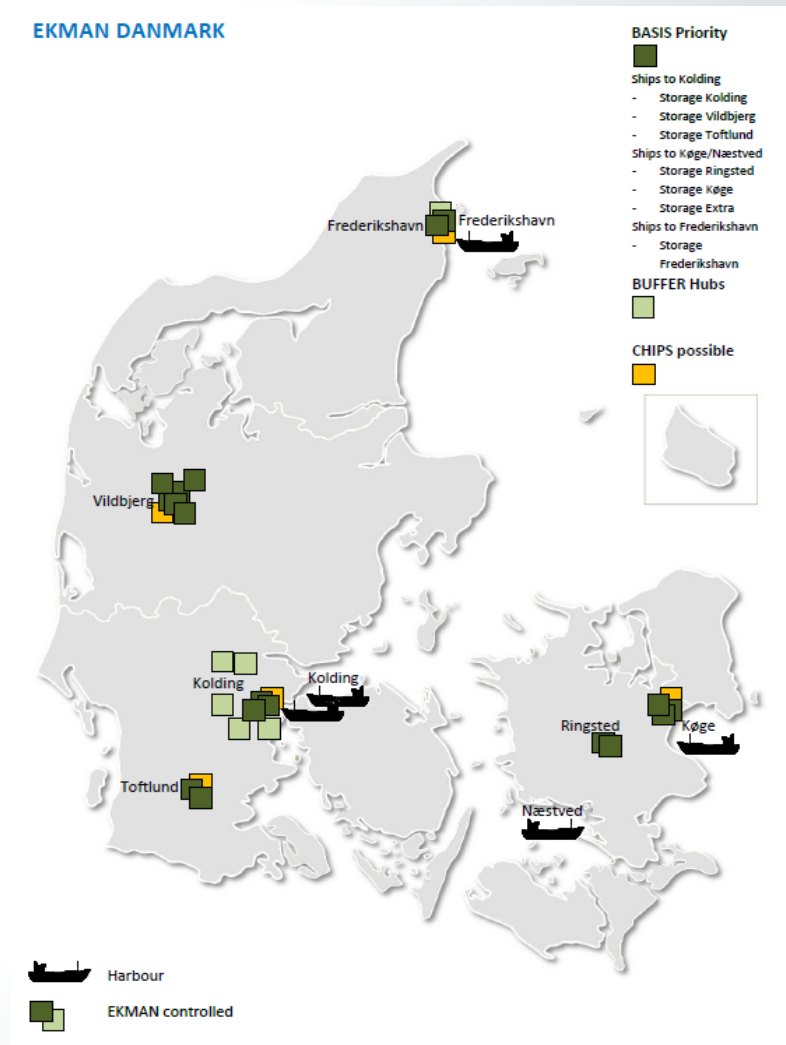 EKMAN DANMARK
BASIS Priority
Ships to Kolding
- Storage Kolding
- Storage Vildbjerg
- Storage Toftlund
Ships to Køge/Næstved
- Storage Ringsted
- Storage Køge
- Storage Extra
Ships to Frederikshavn
- Storage
Frederikshavn
BUFFER Hubs
CHIPS possible
Frederikshavn
Frederikshavn
Vildbjerg
Kolding
Kolding
Toftlund
Ringsted
Køge
Næstved
Harbour
EKMAN controlled